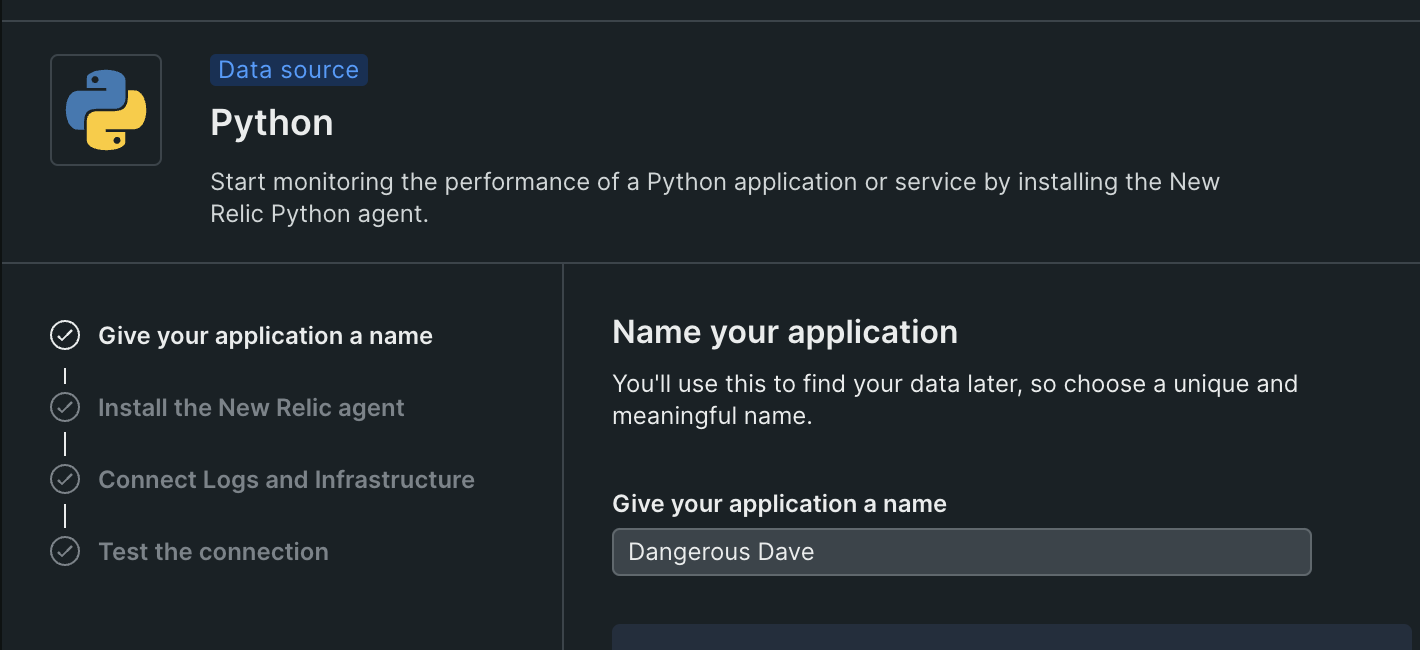 Data source
Python
Start monitoring the performance of a Python application or service by installing the New
Relic Python agent.
Give your application a name
Install the New Relic agent
Connect Logs and Infrastructure
Test the connection
Name your application
You'll use this to find your data later, so choose a unique and
meaningful name.
Give your application a name
Dangerous Dave